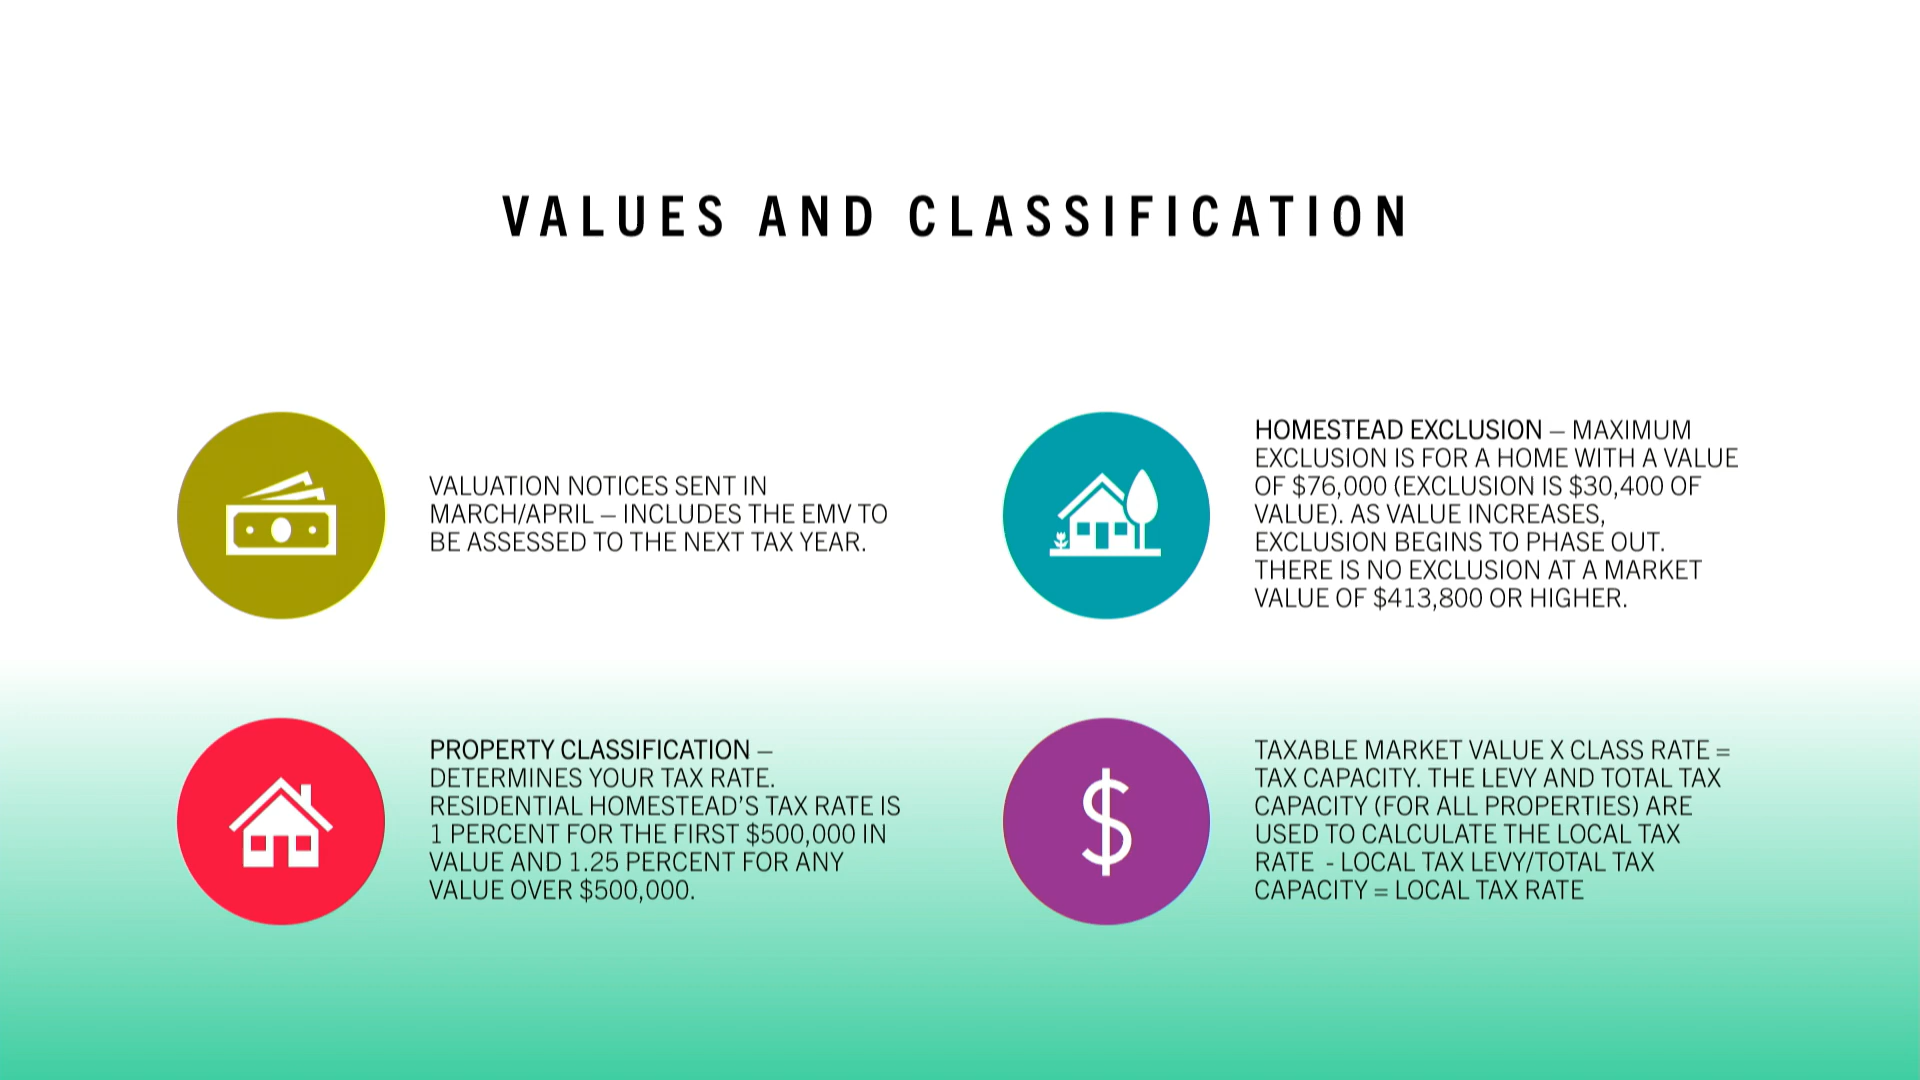 VALUES AND CLASSIFICATION
VALUATION NOTICES SENT IN
MARCH/APRIL – INCLUDES THE EMV TO
BE ASSESSED TO THE NEXT TAX YEAR.
HOMESTEAD EXCLUSION – MAXIMUM
EXCLUSION IS FOR A HOME WITH A VALUE
OF $76,000 (EXCLUSION IS $30,400 OF
VALUE). AS VALUE INCREASES,
EXCLUSION BEGINS TO PHASE OUT.
THERE IS NO EXCLUSION AT A MARKET
VALUE OF $413,800 OR HIGHER.
PROPERTY CLASSIFICATION –
DETERMINES YOUR TAX RATE.
RESIDENTIAL HOMESTEAD'S TAX RATE IS
1 PERCENT FOR THE FIRST $500,000 IN
VALUE AND 1.25 PERCENT FOR ANY
VALUE OVER $500,000.
TAXABLE MARKET VALUE X CLASS RATE =
TAX CAPACITY. THE LEVY AND TOTAL TAX
CAPACITY (FOR ALL PROPERTIES) ARE
USED TO CALCULATE THE LOCAL TAX
RATE - LOCAL TAX LEVY/TOTAL TAX
CAPACITY = LOCAL TAX RATE